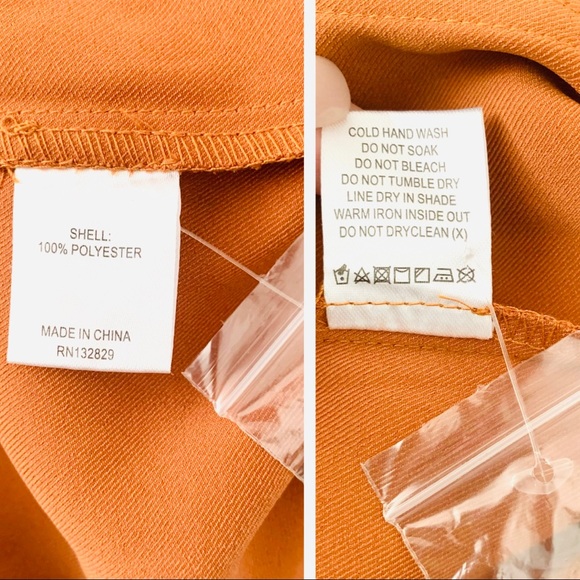 SHELL:
100% POLYESTER
MADE IN CHINA
RN132829
COLD HAND WASH
DO NOT SOAK
DO NOT BLEACH
DO NOT TUMBLE DRY
LINE DRY IN SHADE
WARM IRON INSIDE OUT
DO NOT DRYCLEAN (X)